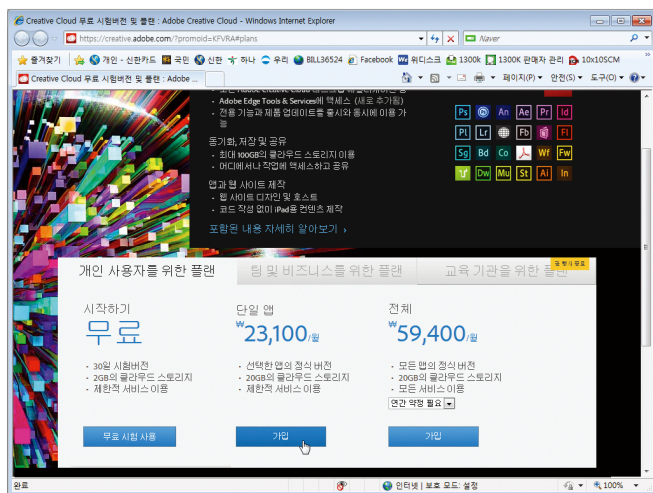 Creative Cloud 무료 시험버전 및 플랜 : Adobe Creative Cloud - Windows Internet Explorer
https://creative.adobe.com/?promoid=KFVRA#plans
Naver
즐겨찾기 개인 - 신한카드 국민 신한 하나 우리 BILL36524 Facebook 위디스크 1300k 1300K 판매자 관리 10x10SCM
Creative Cloud 무료 시험버전 및 플랜 : Adobe ...
페이지(P) 안전(S) 도구(O)
· Adobe Edge Tools & Services에 액세스 (새로 추가됨)
· 전용 기능과 제품 업데이트를 출시와 동시에 이용 가
능
동기화, 저장 및 공유
· 최대 100GB의 클라우드 스토리지 이용
· 어디에서나 작업에 액세스하고 공유
앱과 웹 사이트 제작
· 웹 사이트 디자인 및 호스트
· 코드 작성 없이 iPad용 컨텐츠 제작
포함된 내용 자세히 알아보기 ›
Ps An Ae Pr Id
Pl Lr Fb Fl
Sg Bd Co Wf Fw
Dw Mu St Ai In
개인 사용자를 위한 플랜
팀 및 비즈니스를 위한 플랜
교육 기관을 위한 플랜
시작하기
무료
· 30일 시험버전
· 2GB의 클라우드 스토리지
· 제한적 서비스 이용
무료 시험 사용
단일 앱
₩23,100/월
· 선택한 앱의 정식 버전
· 20GB의 클라우드 스토리지
· 제한적 서비스 이용
가입
전체
₩59,400/월
· 모든 앱의 정식 버전
· 20GB의 클라우드 스토리지
· 모든 서비스 이용
연간 약정 필요
가입
완료
인터넷 | 보호 모드: 설정
100%